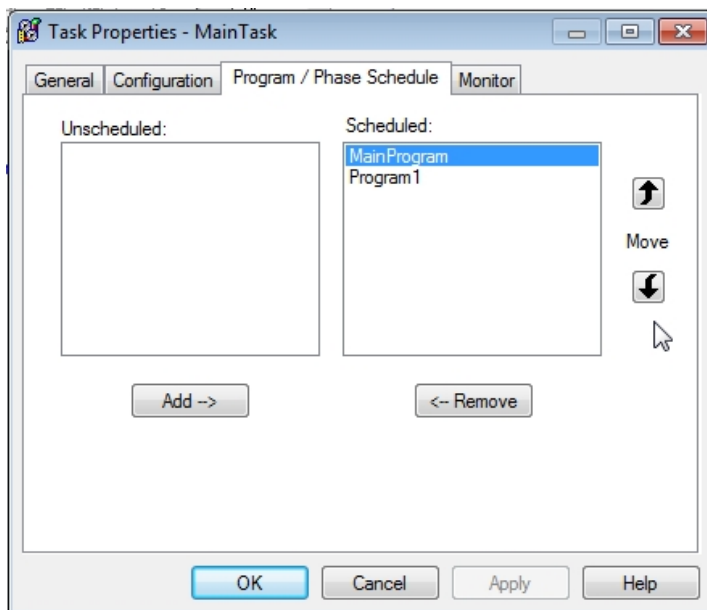 Task Properties - MainTask
General Configuration Program / Phase Schedule Monitor
Unscheduled:
Scheduled:
MainProgram
Program1
Move
Add -->
<-- Remove
OK Cancel Apply Help